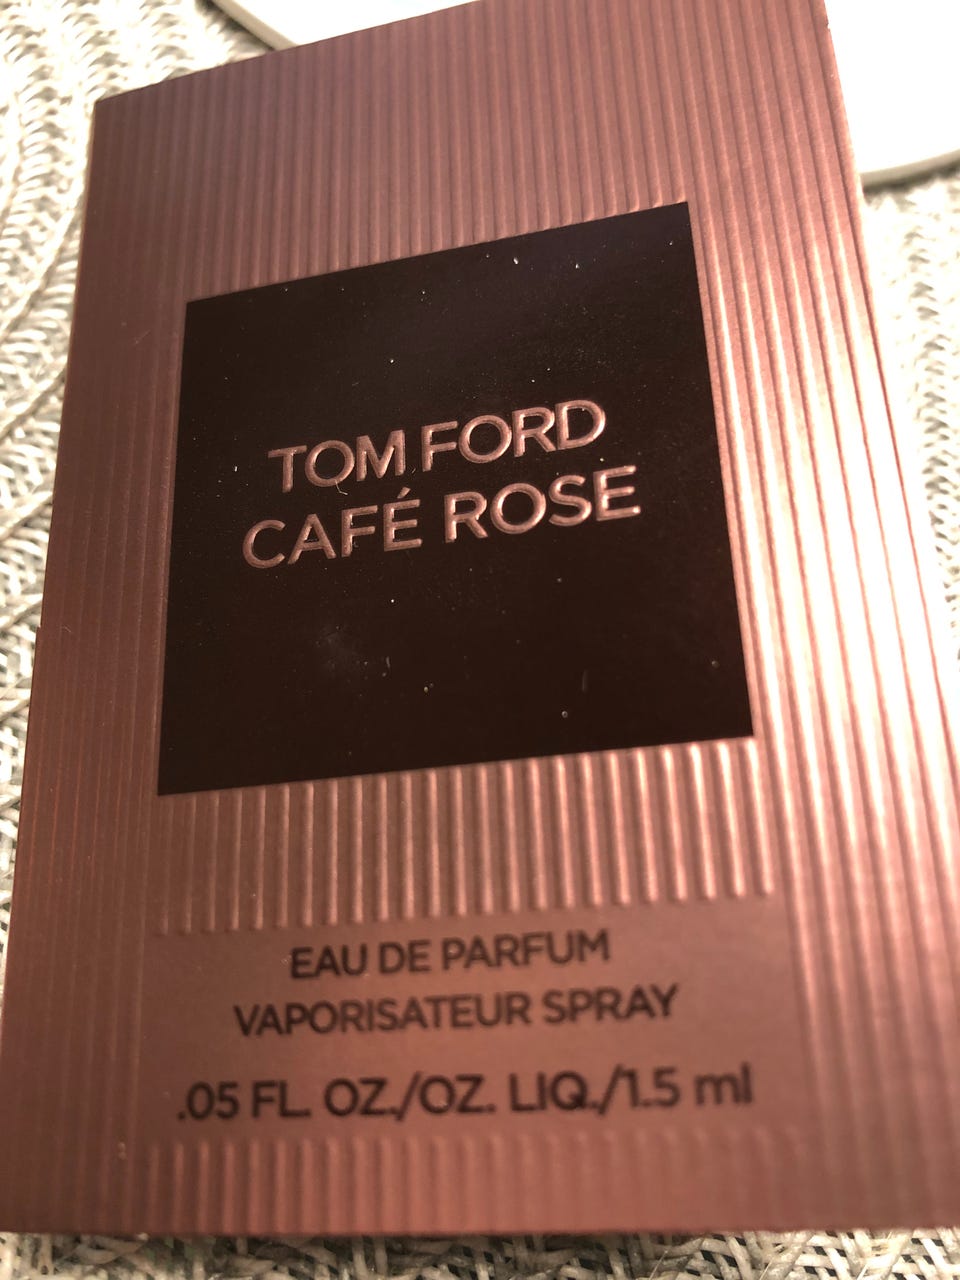 TOM FORD
CAFÉ ROSE
EAU DE PARFUM
VAPORISATEUR SPRAY
.05 FL. OZ./OZ. LIQ./1.5 ml